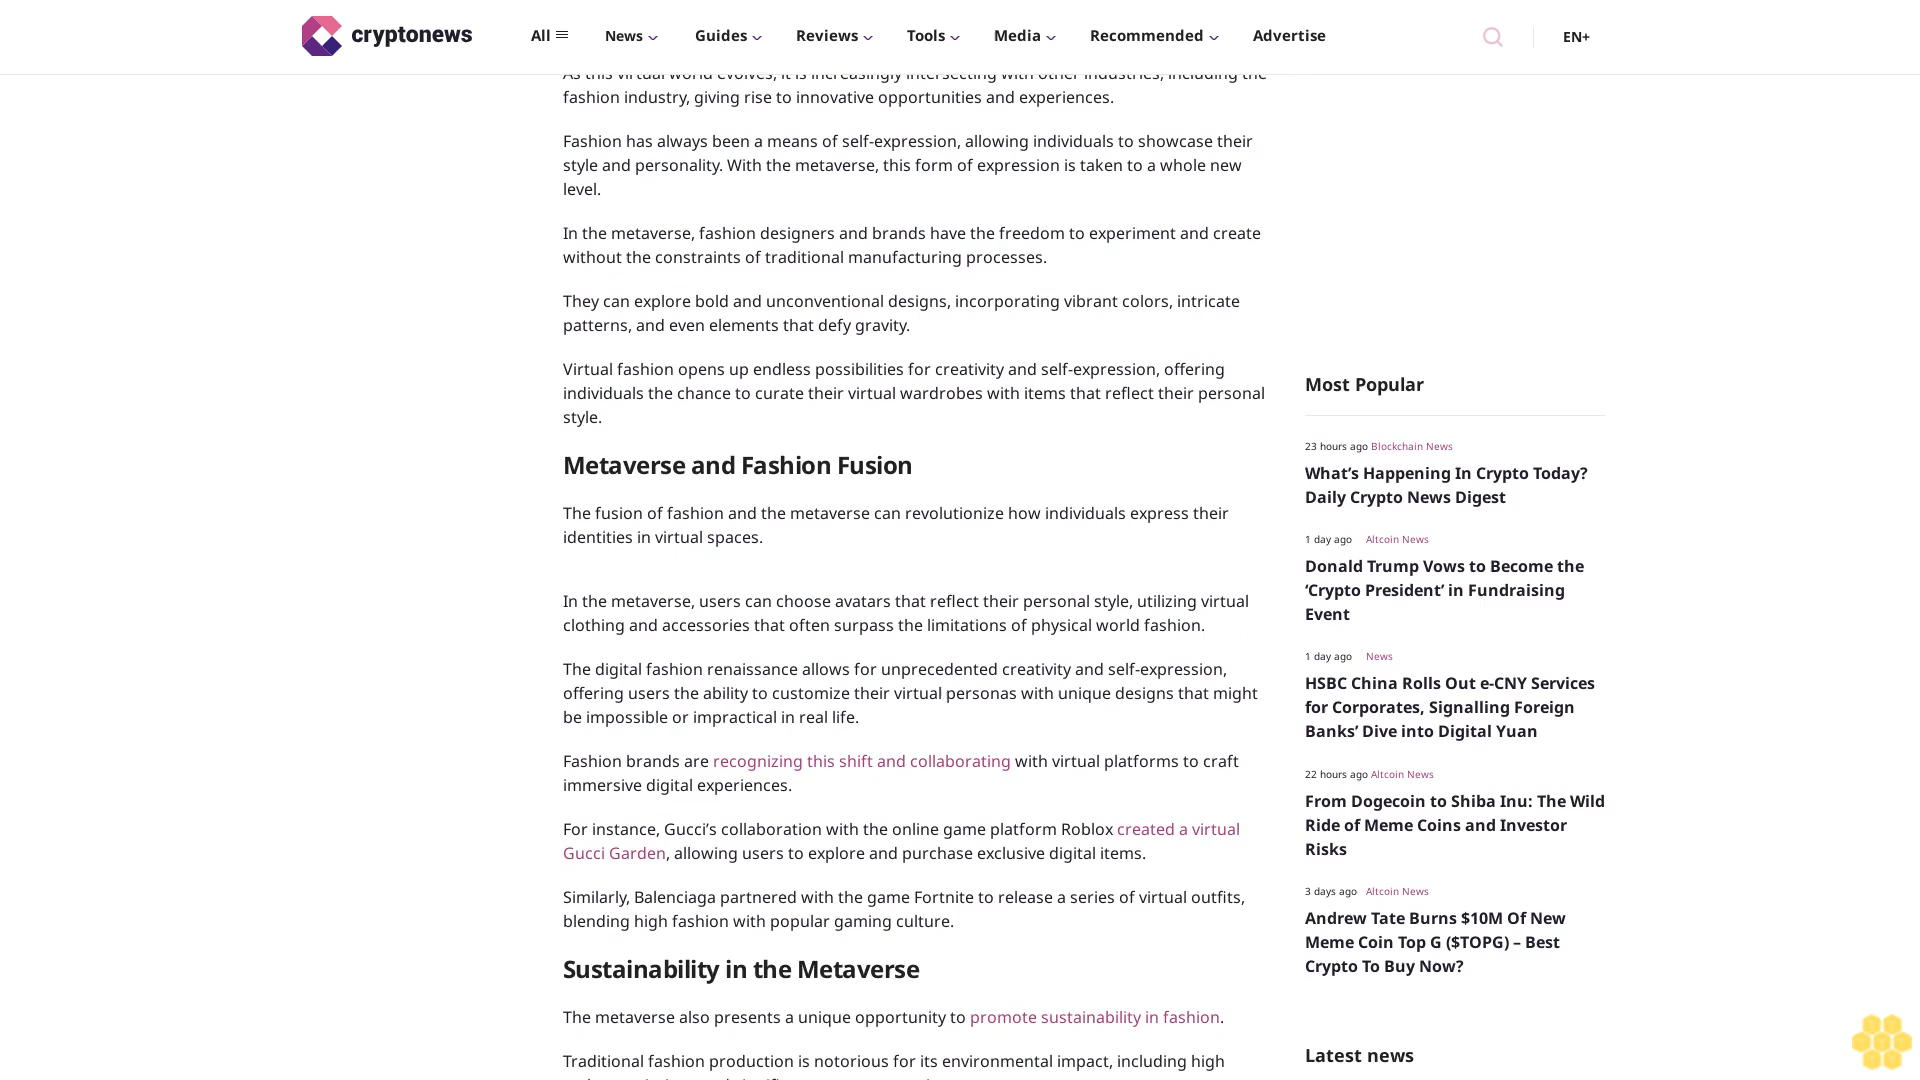 cryptonews
All
News
Guides
Reviews
Tools
Media
Recommended
Advertise
EN+
As this virtual world evolves, it is increasingly intersecting with other industries, including the
fashion industry, giving rise to innovative opportunities and experiences.
Fashion has always been a means of self-expression, allowing individuals to showcase their
style and personality. With the metaverse, this form of expression is taken to a whole new
level.
In the metaverse, fashion designers and brands have the freedom to experiment and create
without the constraints of traditional manufacturing processes.
They can explore bold and unconventional designs, incorporating vibrant colors, intricate
patterns, and even elements that defy gravity.
Virtual fashion opens up endless possibilities for creativity and self-expression, offering
individuals the chance to curate their virtual wardrobes with items that reflect their personal
style.
Metaverse and Fashion Fusion
The fusion of fashion and the metaverse can revolutionize how individuals express their
identities in virtual spaces.
In the metaverse, users can choose avatars that reflect their personal style, utilizing virtual
clothing and accessories that often surpass the limitations of physical world fashion.
The digital fashion renaissance allows for unprecedented creativity and self-expression,
offering users the ability to customize their virtual personas with unique designs that might
be impossible or impractical in real life.
Fashion brands are recognizing this shift and collaborating with virtual platforms to craft
immersive digital experiences.
For instance, Gucci’s collaboration with the online game platform Roblox created a virtual
Gucci Garden, allowing users to explore and purchase exclusive digital items.
Similarly, Balenciaga partnered with the game Fortnite to release a series of virtual outfits,
blending high fashion with popular gaming culture.
Sustainability in the Metaverse
The metaverse also presents a unique opportunity to promote sustainability in fashion.
Traditional fashion production is notorious for its environmental impact, including high
Most Popular
23 hours ago Blockchain News
What’s Happening In Crypto Today?
Daily Crypto News Digest
1 day ago Altcoin News
Donald Trump Vows to Become the
‘Crypto President’ in Fundraising
Event
1 day ago News
HSBC China Rolls Out e-CNY Services
for Corporates, Signalling Foreign
Banks’ Dive into Digital Yuan
22 hours ago Altcoin News
From Dogecoin to Shiba Inu: The Wild
Ride of Meme Coins and Investor
Risks
3 days ago Altcoin News
Andrew Tate Burns $10M Of New
Meme Coin Top G ($TOPG) – Best
Crypto To Buy Now?
Latest news